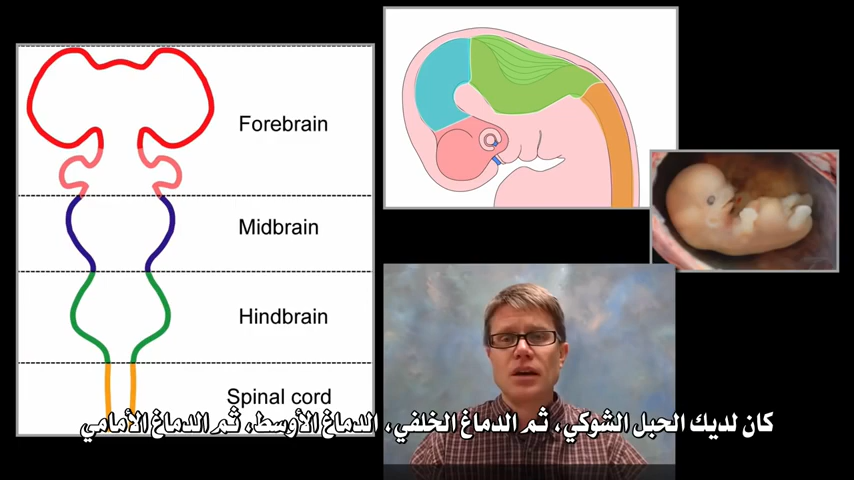 Forebrain
Midbrain
Hindbrain
Spinal cord
كان لديك الحبل الشوكي، ثم الدماغ الخلفي، الدماغ الأوسط، ثم الدماغ الأمامي